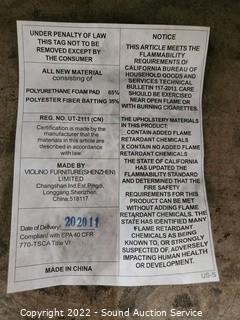 UNDER PENALTY OF LAW
THIS TAG NOT TO BE
REMOVED EXCEPT BY
THE CONSUMER
ALL NEW MATERIAL
consisting of
POLYURETHANE FOAM PAD 65%
POLYESTER FIBER BATTING 35%
REG. NO. UT-2111 (CN)
Certification is made by the
manufacturer that the
materials in this article are
described in accordance
with law.
MADE BY
VIOLINO FURNITURE(SHENZHEN)
LIMITED
Changshan Ind.Est.Pingdi,
Longgang Shenzhen,
China.518117
Date of Delivery: 202011
Compliant with EPA 40 CFR
770-TSCA Title VI
MADE IN CHINA
NOTICE
THIS ARTICLE MEETS THE
FLAMMABILITY
REQUIREMENTS OF
CALIFORNIA BUREAU OF
HOUSEHOLD GOODS AND
SERVICES TECHNICAL
BULLETIN 117-2013. CARE
SHOULD BE EXERCISED
NEAR OPEN FLAME OR
WITH BURNING CIGARETTES.
THE UPHOLSTERY MATERIALS
IN THIS PRODUCT:
CONTAIN ADDED FLAME
RETARDANT CHEMICALS
X CONTAIN NO ADDED FLAME
RETARDANT CHEMICALS
THE STATE OF CALIFORNIA
HAS UPDATED THE
FLAMMABILITY STANDARD
AND DETERMINED THAT THE
FIRE SAFETY
REQUIREMENTS FOR THIS
PRODUCT CAN BE MET
WITHOUT ADDING FLAME
RETARDANT CHEMICALS. THE
STATE HAS IDENTIFIED MANY
FLAME RETARDANT
CHEMICALS AS BEING
KNOWN TO, OR STRONGLY
SUSPECTED OF, ADVERSELY
IMPACTING HUMAN HEALTH
OR DEVELOPMENT.
US-S
Copyright 2022 - Sound Auction Service